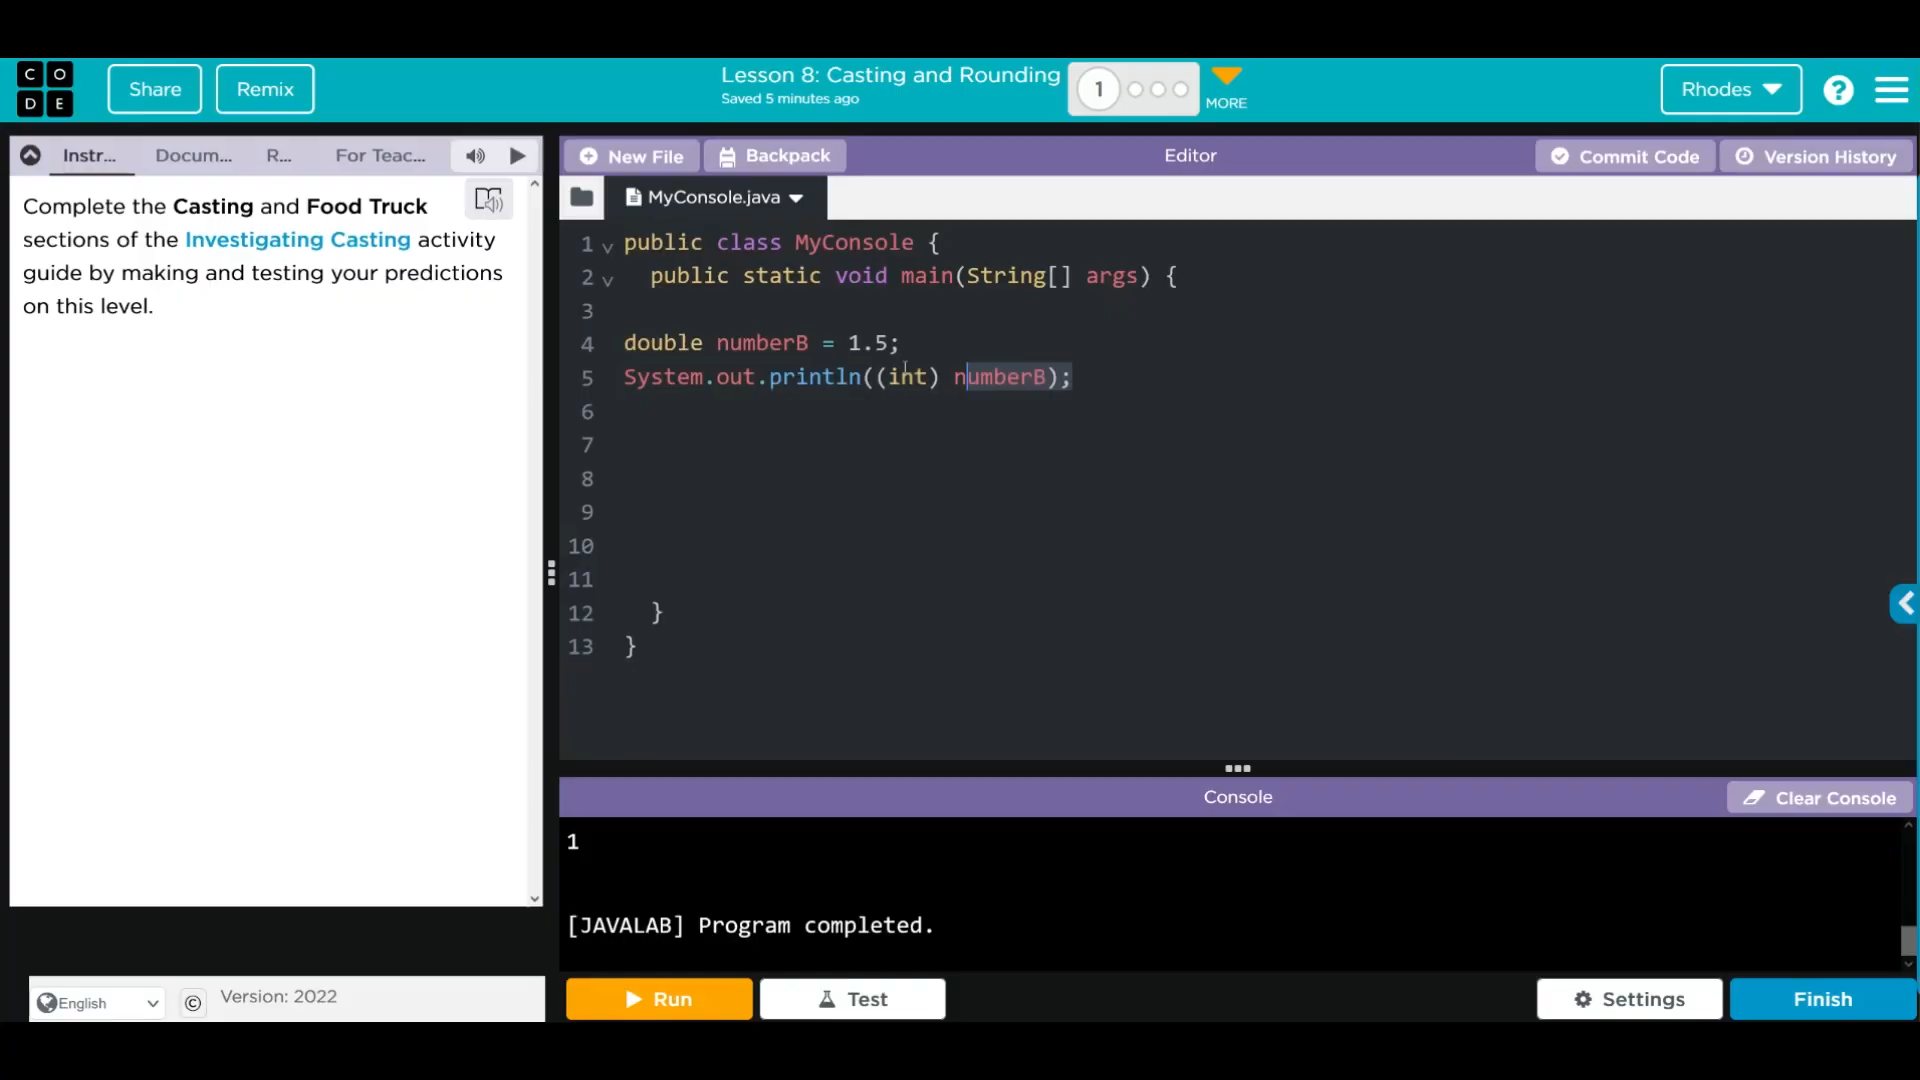 C O
D E
Share
Remix
Lesson 8: Casting and Rounding
Saved 5 minutes ago
1
MORE
Rhodes
?
Instr...
Docum...
R...
For Teac...
New File
Backpack
Editor
Commit Code
Version History
Complete the Casting and Food Truck
sections of the Investigating Casting activity
guide by making and testing your predictions
on this level.
MyConsole.java
1 public class MyConsole {
2 public static void main(String[] args) {
3
4 double numberB = 1.5;
5 System.out.println((int) numberB);
6
7
8
9
10
11
12 }
13 }
Console
Clear Console
1
[JAVALAB] Program completed.
English
©
Version: 2022
Run
Test
Settings
Finish